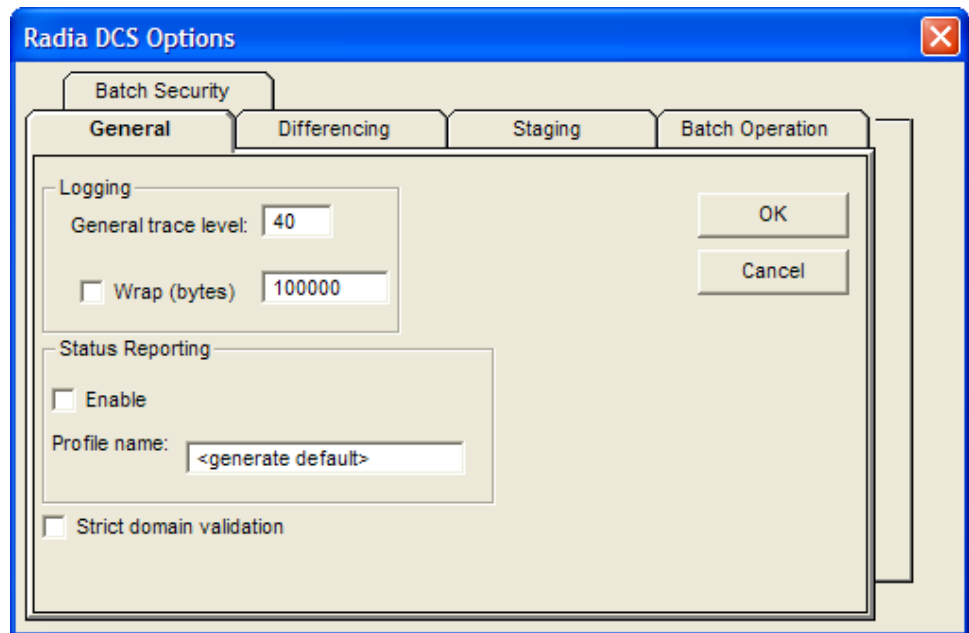 Radia DCS Options
Batch Security
General Differencing Staging Batch Operation
Logging
General trace level: 40
Wrap (bytes) 100000
OK
Cancel
Status Reporting
Enable
Profile name: <generate default>
Strict domain validation